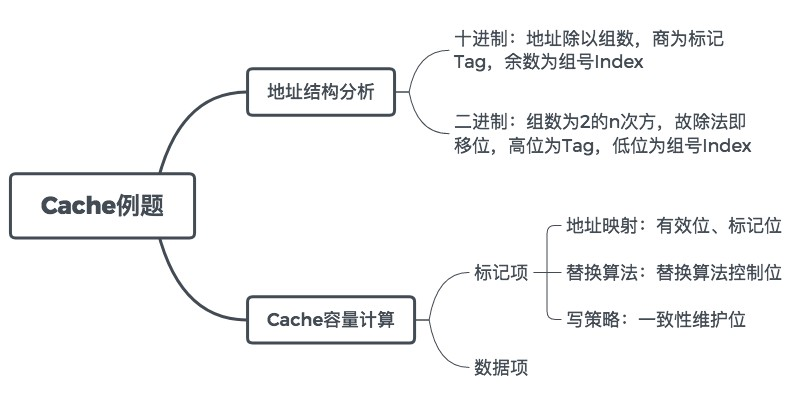 Cache例题
地址结构分析
十进制：地址除以组数，商为标记
Tag，余数为组号Index
二进制：组数为2的n次方，故除法即
移位，高位为Tag，低位为组号Index
Cache容量计算
标记项
地址映射：有效位、标记位
替换算法：替换算法控制位
写策略：一致性维护位
数据项